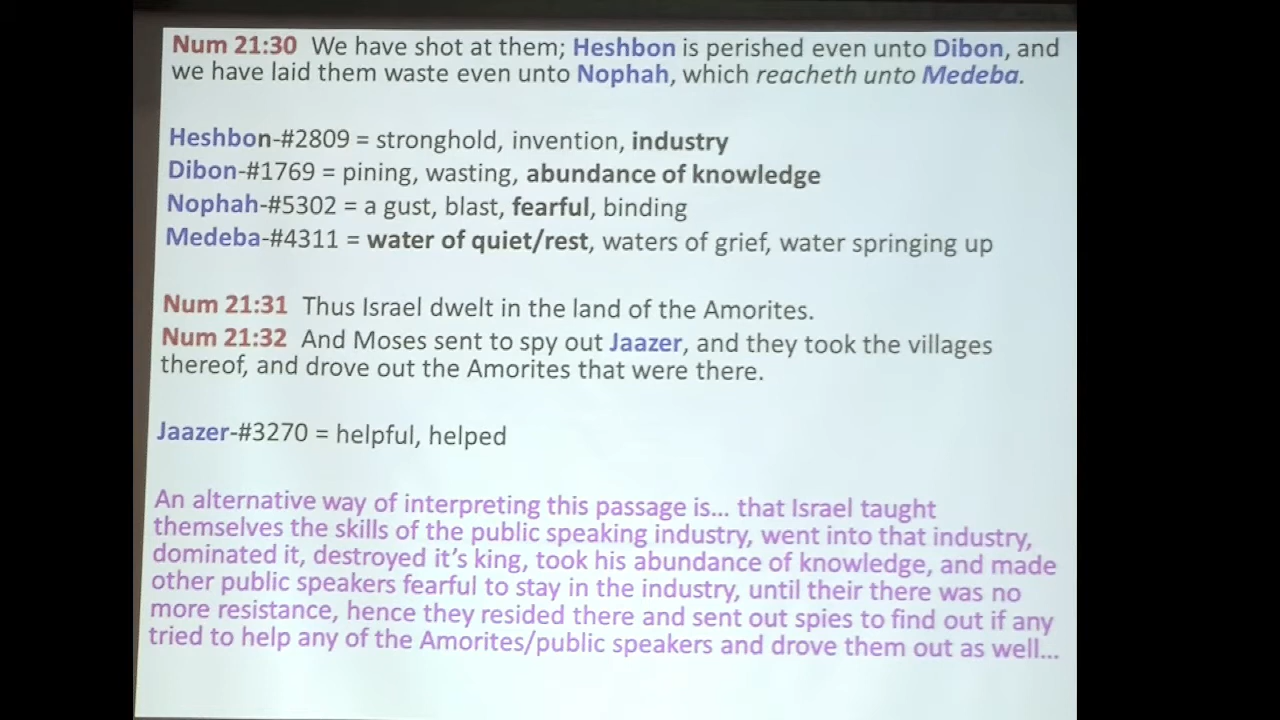 Num 21:30 We have shot at them; Heshbon is perished even unto Dibon, and
we have laid them waste even unto Nophah, which reacheth unto Medeba.
Heshbon-#2809 = stronghold, invention, industry
Dibon-#1769 = pining, wasting, abundance of knowledge
Nophah-#5302 = a gust, blast, fearful, binding
Medeba-#4311 = water of quiet/rest, waters of grief, water springing up
Num 21:31 Thus Israel dwelt in the land of the Amorites.
Num 21:32 And Moses sent to spy out Jaazer, and they took the villages
thereof, and drove out the Amorites that were there.
Jaazer-#3270 = helpful, helped
An alternative way of interpreting this passage is... that Israel taught
themselves the skills of the public speaking industry, went into that industry,
dominated it, destroyed it's king, took his abundance of knowledge, and made
other public speakers fearful to stay in the industry, until their there was no
more resistance, hence they resided there and sent out spies to find out if any
tried to help any of the Amorites/public speakers and drove them out as well...